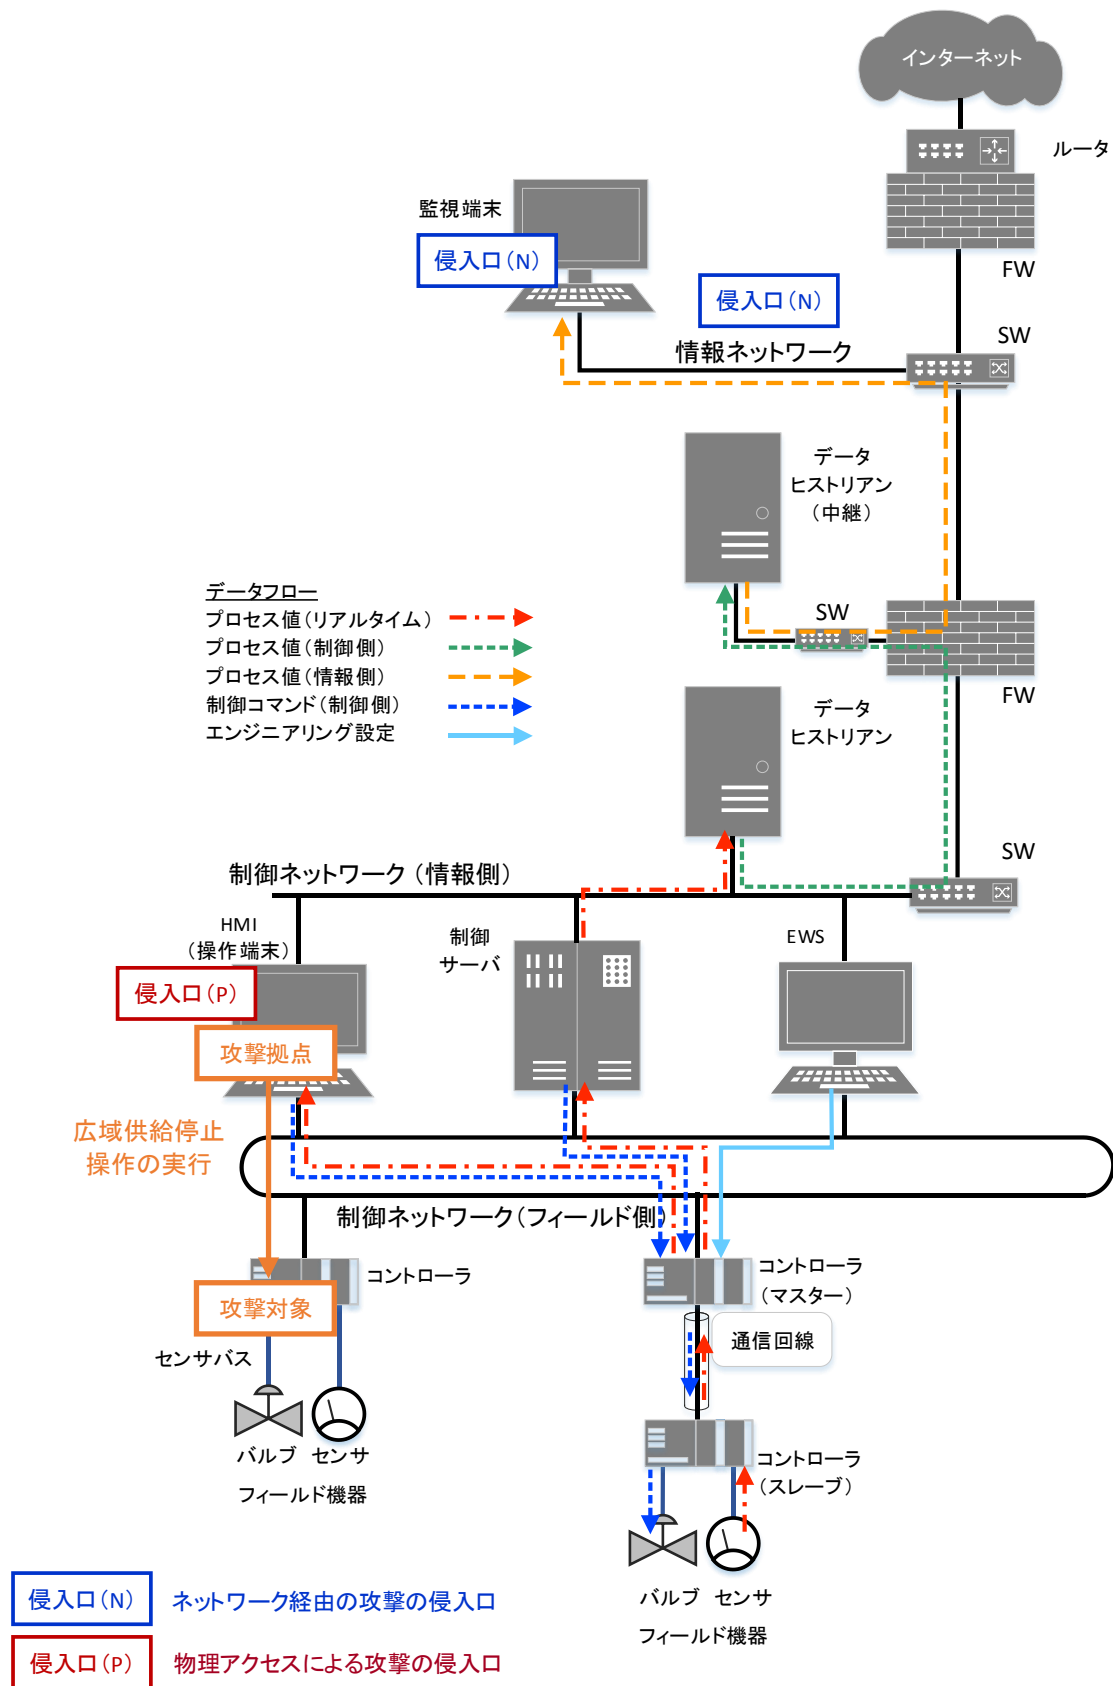 インターネット
ルータ
監視端末
侵入口(N)
FW
侵入口(N)
SW
情報ネットワーク
データ
ヒストリアン
(中継)
データフロー
プロセス値(リアルタイム)
プロセス値(制御側)
プロセス値(情報側)
制御コマンド(制御側)
エンジニアリング設定
SW
FW
データ
ヒストリアン
SW
制御ネットワーク(情報側)
HMI
(操作端末)
制御
サーバ
EWS
侵入口(P)
攻撃拠点
広域供給停止
操作の実行
制御ネットワーク(フィールド側)
コントローラ
コントローラ
(マスター)
攻撃対象
通信回線
センサバス
バルブ センサ
フィールド機器
コントローラ
(スレーブ)
バルブ センサ
フィールド機器
侵入口(N) ネットワーク経由の攻撃の侵入口
侵入口(P) 物理アクセスによる攻撃の侵入口